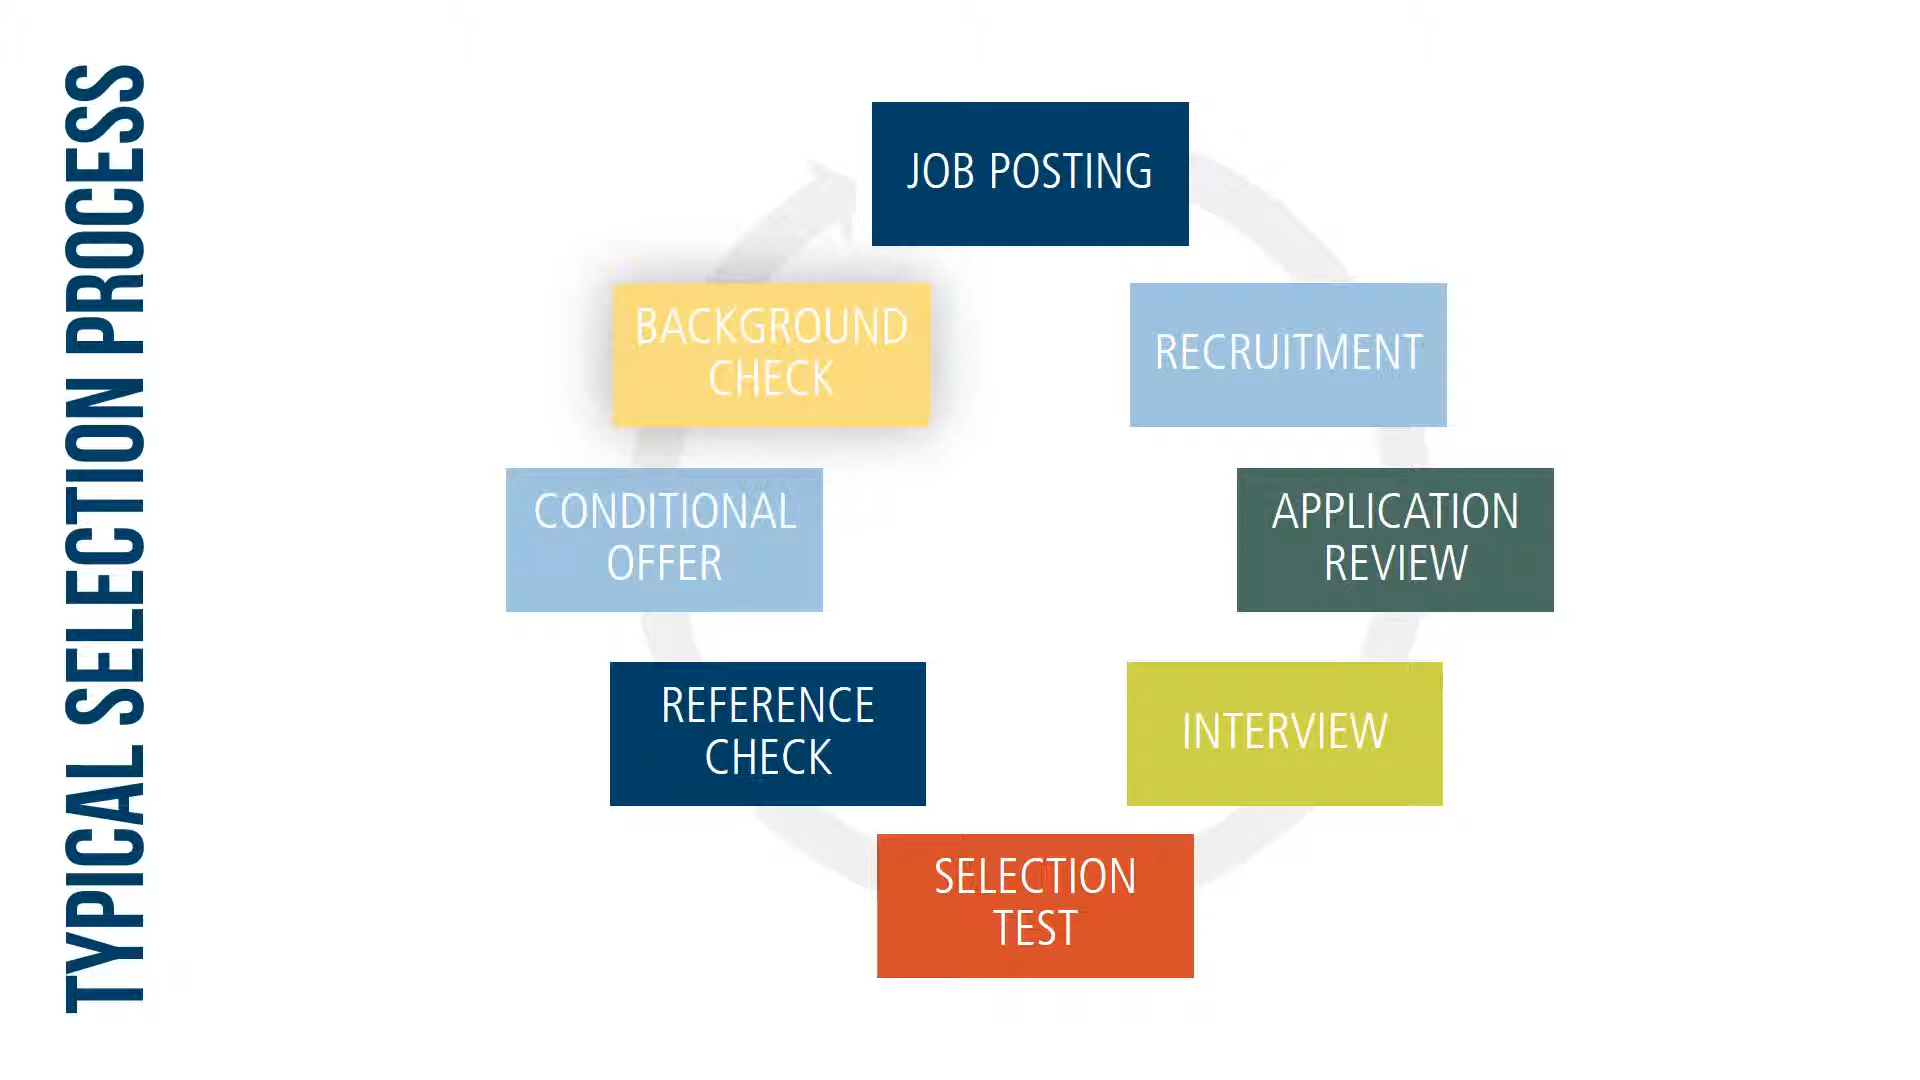 TYPICAL SELECTION PROCESS
JOB POSTING
RECRUITMENT
APPLICATION
REVIEW
INTERVIEW
SELECTION
TEST
REFERENCE
CHECK
CONDITIONAL
OFFER
BACKGROUND
CHECK